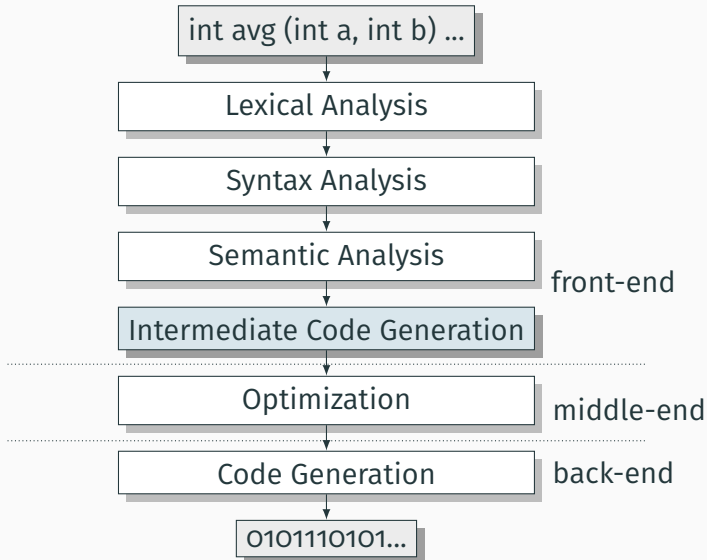 int avg (int a, int b) ...
Lexical Analysis
Syntax Analysis
Semantic Analysis
front-end
Intermediate Code Generation
Optimization
middle-end
Code Generation
back-end
0101110101...